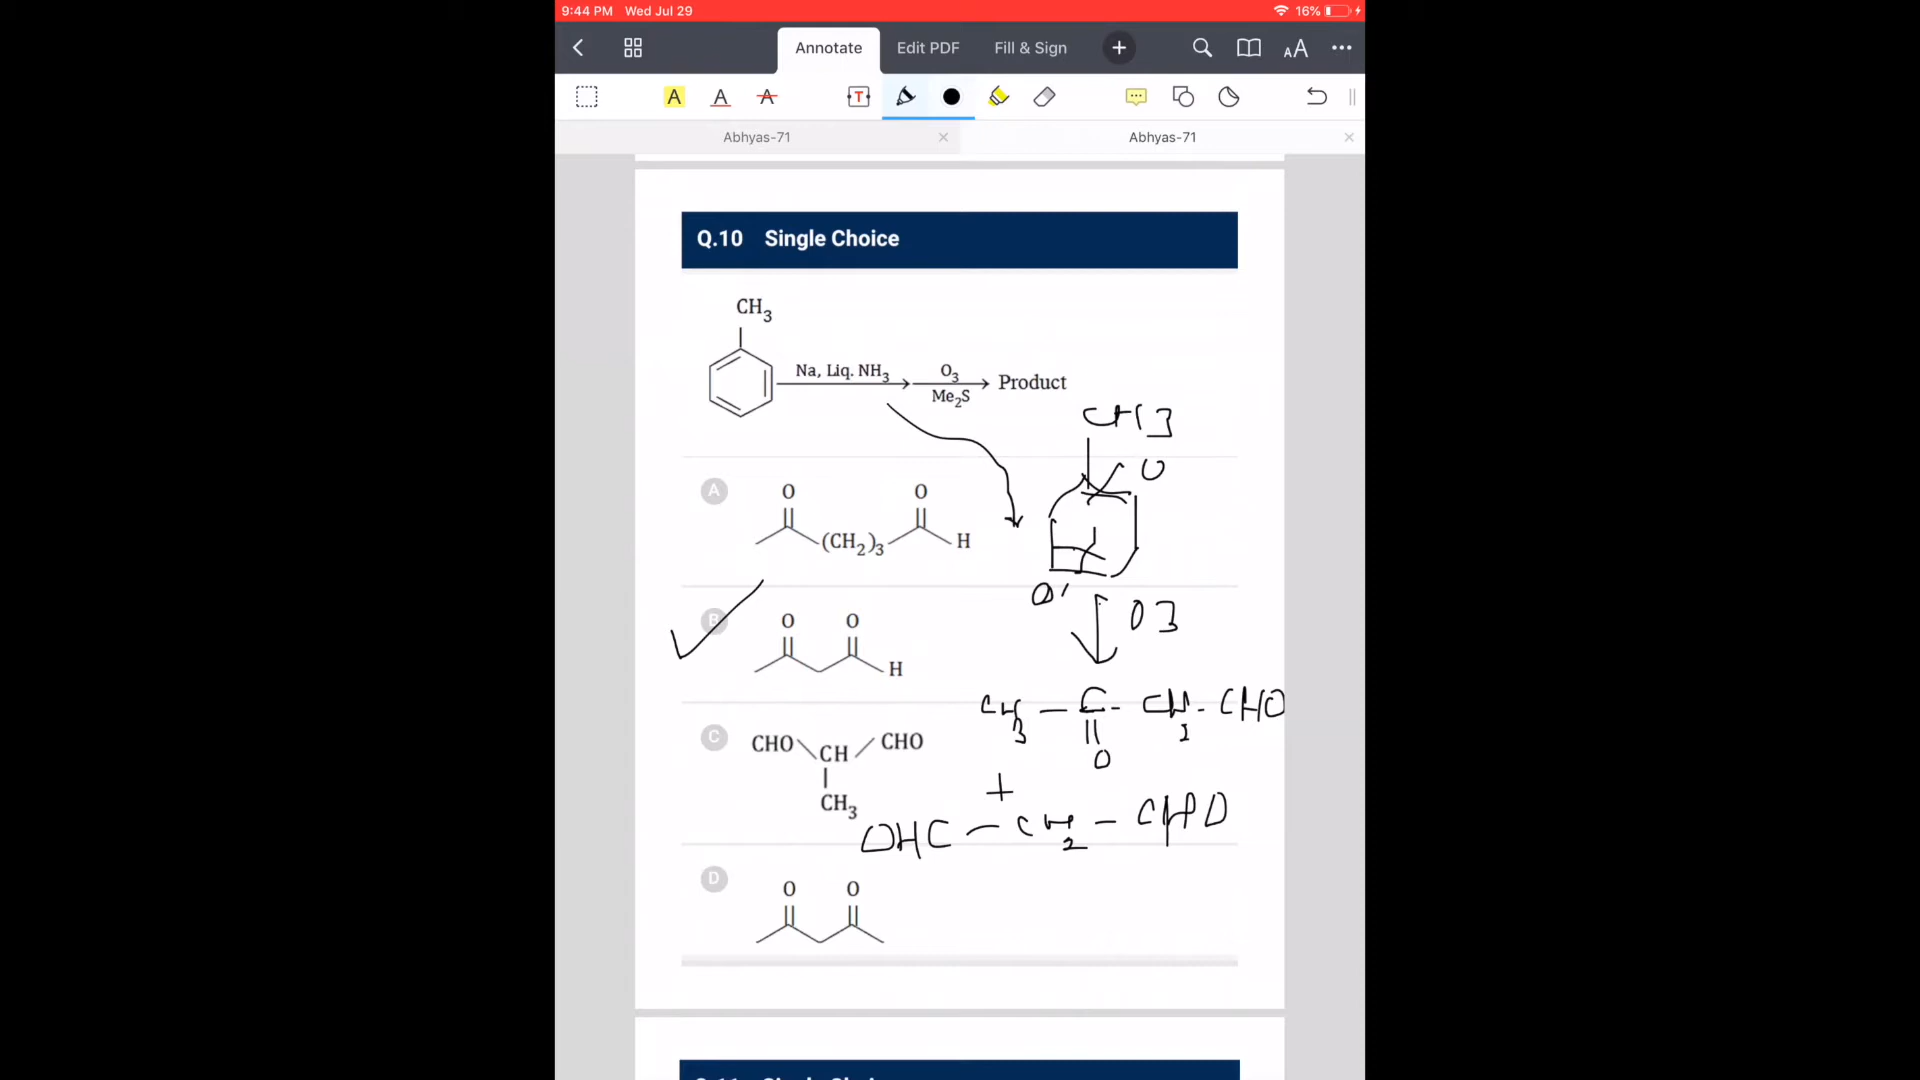 9:44 PM Wed Jul 29 16%
Annotate Edit PDF Fill & Sign
A A A T AA
Abhyas-71 Abhyas-71
Q.10 Single Choice
CH3
Na, Liq. NH3 O3 Product
Me2S
CH3
O
A
O O
(CH2)3 H
O
O3
B
O O
H
CH3 - C - CH2 - CHO
O
C
CHO CH CHO
CH3
+
OHC - CH2 - CHO
D
O O